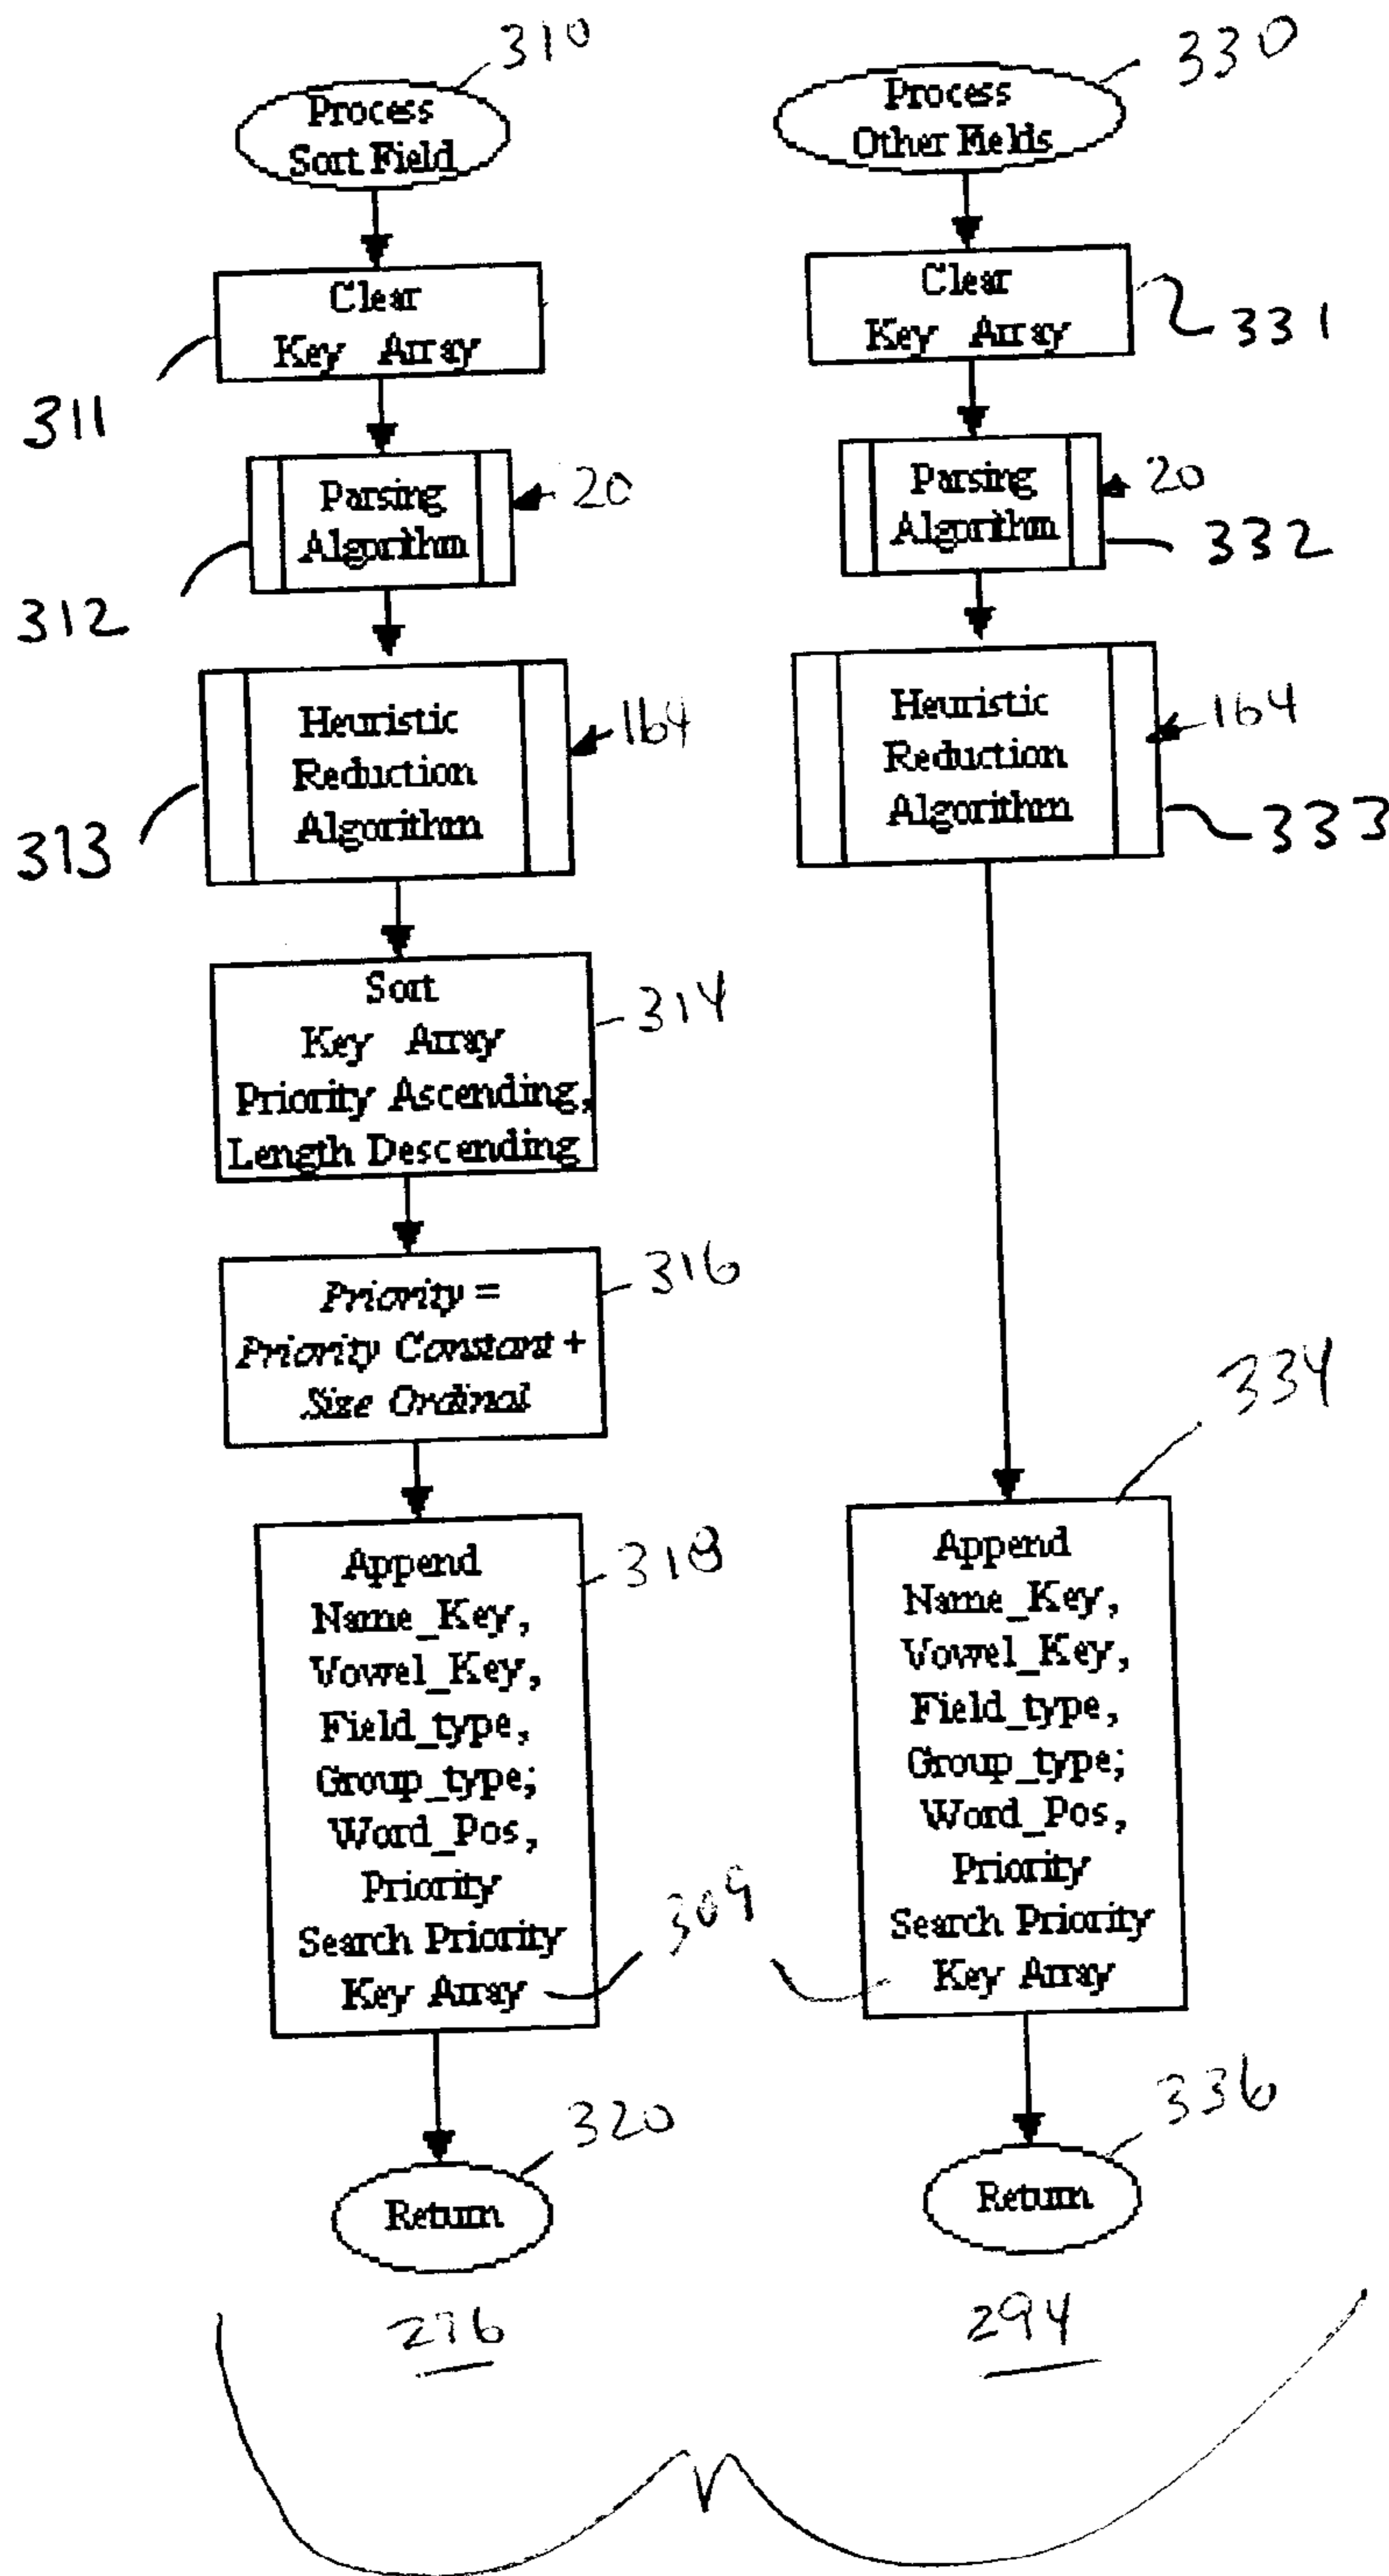 310
Process
Sort Field
Clear
Key Array
311
Parsing
Algorithm
20
312
Heuristic
Reduction
Algorithm
164
313
Sort
Key Array
Priority Ascending,
Length Descending
314
Priority =
Priority Constant +
Size Ordinal
316
Append
Name_Key,
Vowel_Key,
Field_type,
Group_type;
Word_Pos,
Priority
Search Priority
Key Array
318
309
Return
320
276
330
Process
Other Fields
Clear
Key Array
331
Parsing
Algorithm
20
332
Heuristic
Reduction
Algorithm
164
333
334
Append
Name_Key,
Vowel_Key,
Field_type,
Group_type;
Word_Pos,
Priority
Search Priority
Key Array
Return
336
294